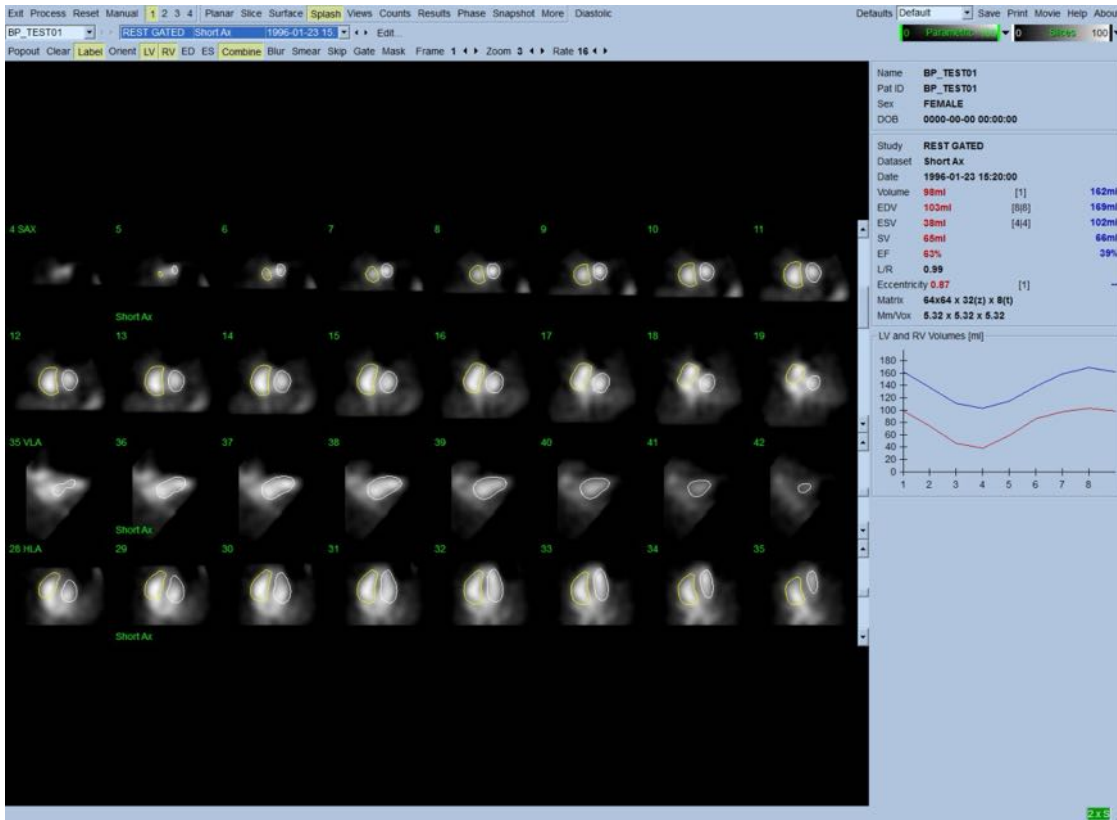 Exit Process Reset Manual 1 2 3 4 Planar Slice Surface Splash Views Counts Results Phase Snapshot More Diastolic Defaults Default Save Print Movie Help Abou
BP_TEST01 REST GATED Short Ax 1996-01-23 15: Edit... 0 Parametric 0 Slices 100
Popout Clear Label Orient LV RV ED ES Combine Blur Smear Skip Gate Mask Frame 1 Zoom 3 Rate 16
Name BP_TEST01
Pat ID BP_TEST01
Sex FEMALE
DOB 0000-00-00 00:00:00
Study REST GATED
Dataset Short Ax
Date 1996-01-23 15:20:00
Volume 98ml [1] 162ml
EDV 103ml [8|8] 169ml
ESV 38ml [4|4] 102ml
SV 65ml 66ml
EF 63% 39%
L/R 0.99
Eccentricity 0.87 [1] --
Matrix 64x64 x 32(z) x 8(t)
Mm/Vox 5.32 x 5.32 x 5.32
LV and RV Volumes [ml]
180
160
140
120
100
80
60
40
20
0
1 2 3 4 5 6 7 8
4 SAX 5 6 7 8 9 10 11
Short Ax
12 13 14 15 16 17 18 19
35 VLA 36 37 38 39 40 41 42
Short Ax
28 HLA 29 30 31 32 33 34 35
Short Ax
2 x S